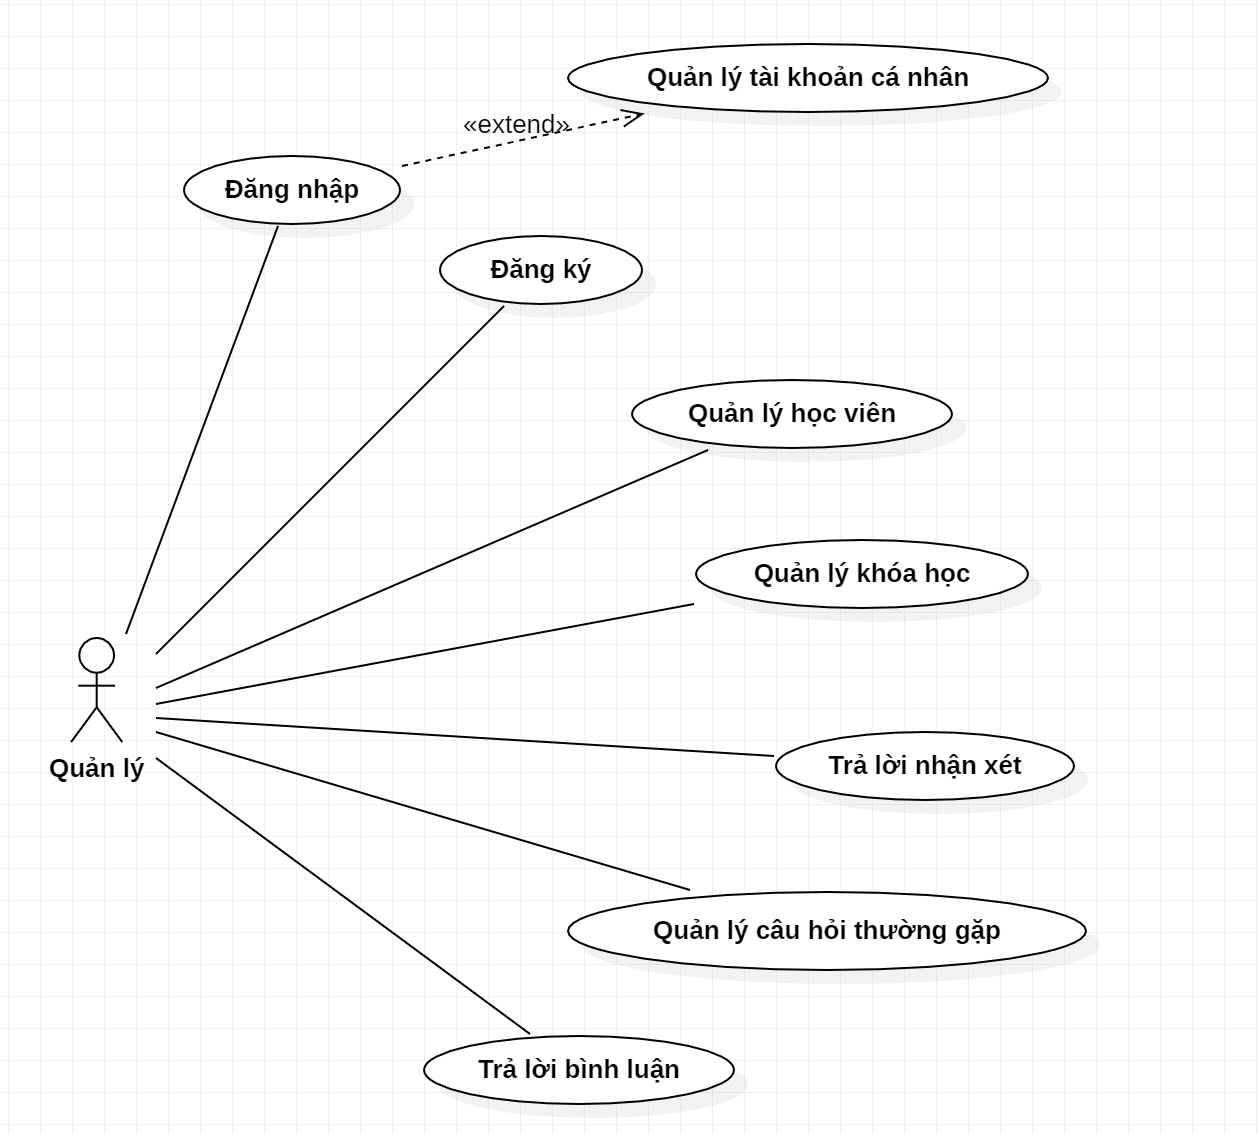 Quản lý tài khoản cá nhân
«extend»
Đăng nhập
Đăng ký
Quản lý học viên
Quản lý khóa học
Trả lời nhận xét
Quản lý
Quản lý câu hỏi thường gặp
Trả lời bình luận